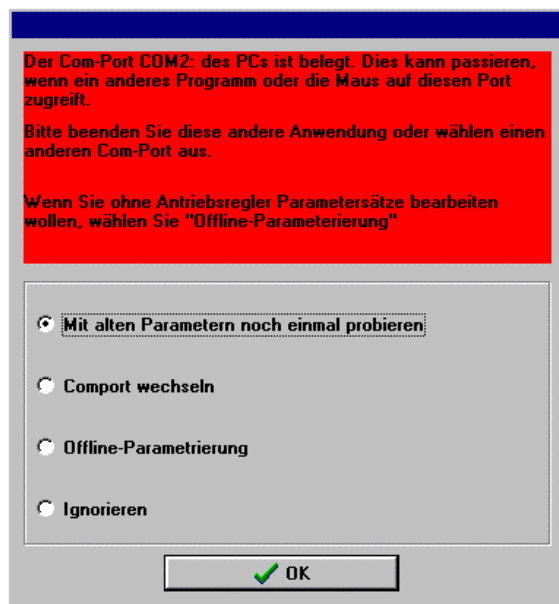 Der Com-Port COM2: des PCs ist belegt. Dies kann passieren,
wenn ein anderes Programm oder die Maus auf diesen Port
zugreift.
Bitte beenden Sie diese andere Anwendung oder wählen einen
anderen Com-Port aus.
Wenn Sie ohne Antriebsregler Parametersätze bearbeiten
wollen, wählen Sie "Offline-Parameterierung"
Mit alten Parametern noch einmal probieren
Comport wechseln
Offline-Parametrierung
Ignorieren
OK